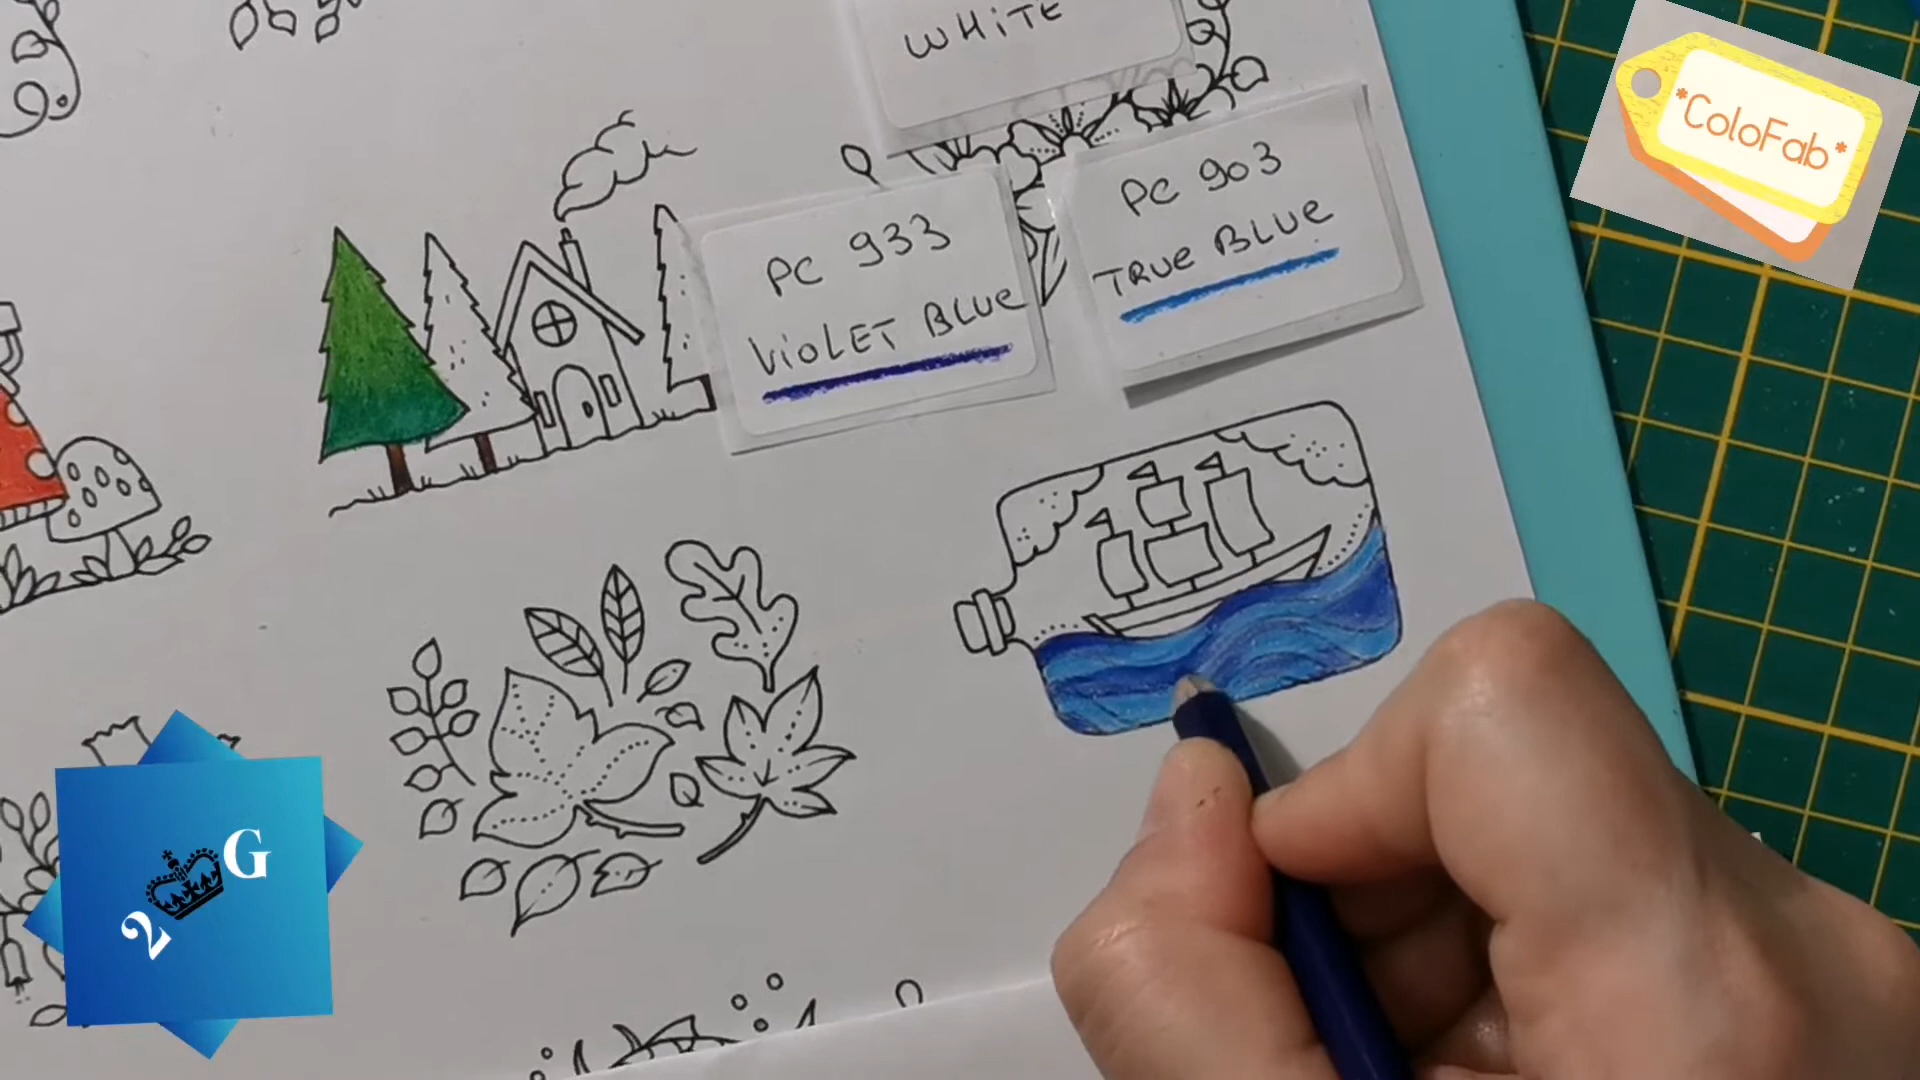 WHITE
PC 933
VIOLET BLUE
PC 903
TRUE BLUE
*ColoFab*
2 G